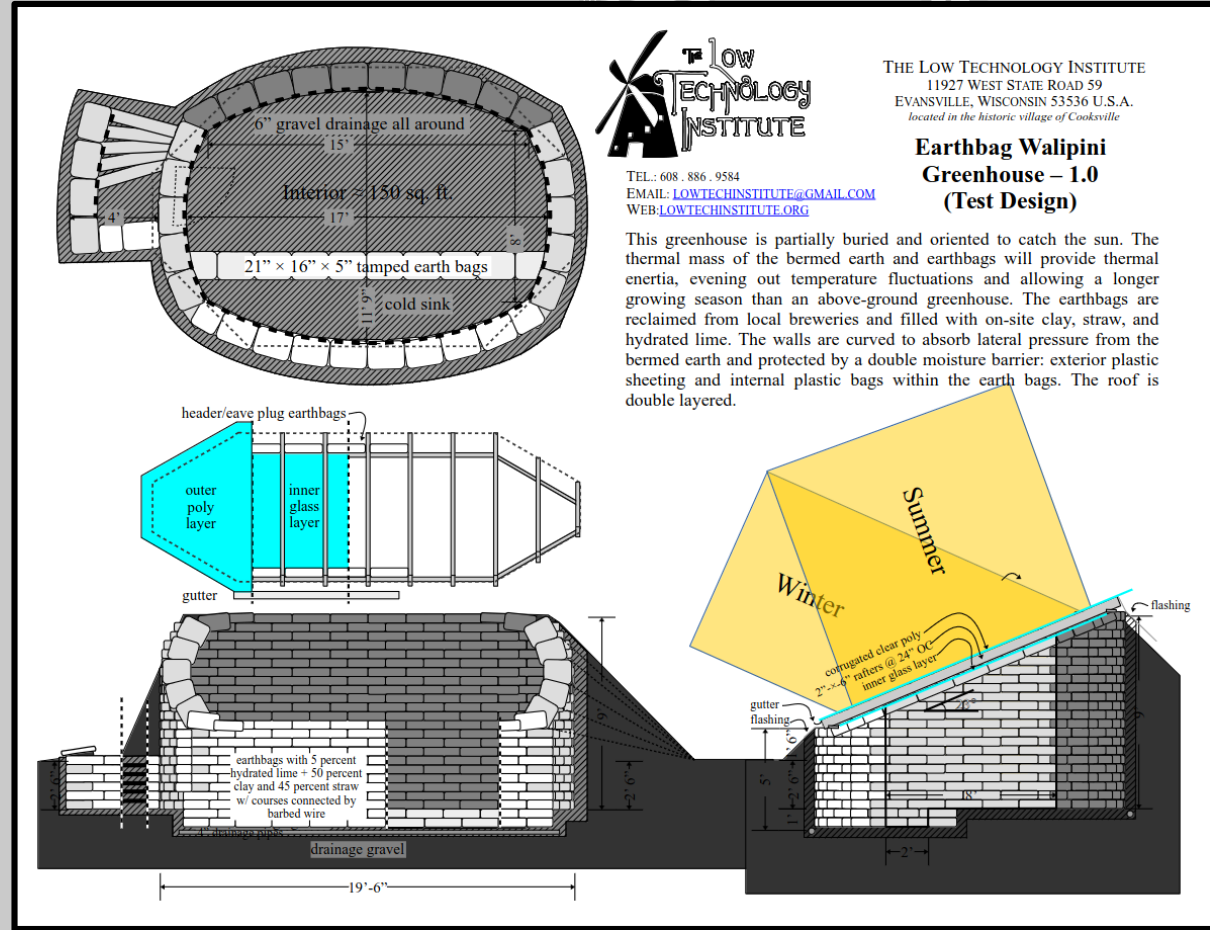 6” gravel drainage all around
15’
Interior ≈ 150 sq. ft.
4’
17’
8’
21” × 16” × 5” tamped earth bags
11’ 9”
cold sink
The Low
Technology
Institute
THE LOW TECHNOLOGY INSTITUTE
11927 WEST STATE ROAD 59
EVANSVILLE, WISCONSIN 53536 U.S.A.
located in the historic village of Cooksville
Earthbag Walipini
Greenhouse – 1.0
(Test Design)
TEL.: 608 . 886 . 9584
EMAIL: LOWTECHINSTITUTE@GMAIL.COM
WEB:LOWTECHINSTITUTE.ORG
This greenhouse is partially buried and oriented to catch the sun. The
thermal mass of the bermed earth and earthbags will provide thermal
enertia, evening out temperature fluctuations and allowing a longer
growing season than an above-ground greenhouse. The earthbags are
reclaimed from local breweries and filled with on-site clay, straw, and
hydrated lime. The walls are curved to absorb lateral pressure from the
bermed earth and protected by a double moisture barrier: exterior plastic
sheeting and internal plastic bags within the earth bags. The roof is
double layered.
header/eave plug earthbags
outer
poly
layer
inner
glass
layer
gutter
9’
2’ 6”
2’ 6”
earthbags with 5 percent
hydrated lime + 50 percent
clay and 45 percent straw
w/ courses connected by
barbed wire
4” drainage pipes
drainage gravel
19’-6”
Summer
Winter
corrugated clear poly
2”-×-6” rafters @ 24” OC
inner glass layer
flashing
gutter
flashing
5’
2’ 6”
1’
8’
9’
2’